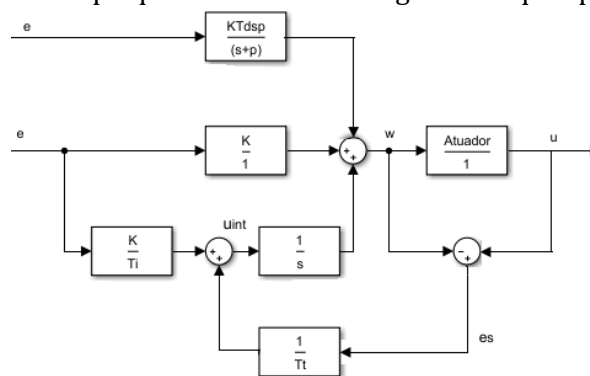 e
KTdsp
(s+p)
e
K
1
w
Atuador
1
u
K
Ti
uint
1
s
1
Tt
es
+
+
+
+
+
-
+